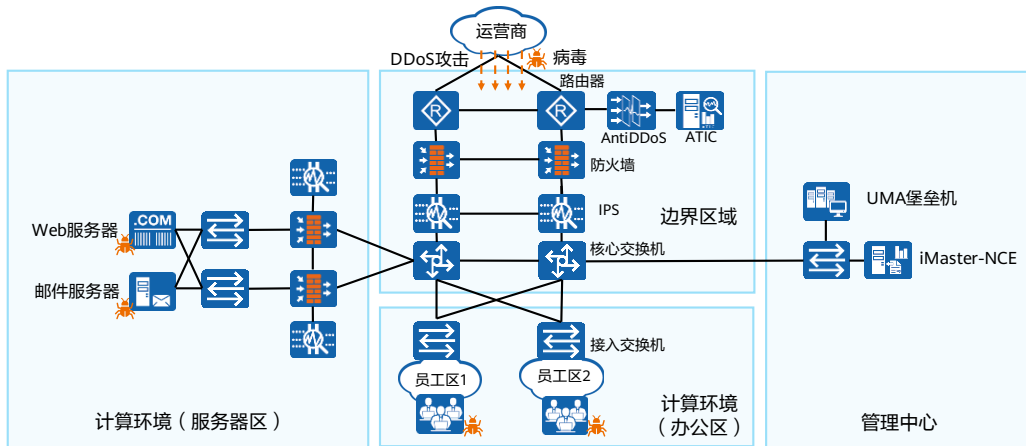 运营商
DDoS攻击
病毒
路由器
R
R
AntiDDoS
ATIC
防火墙
IPS
边界区域
UMA堡垒机
.COM
Web服务器
核心交换机
iMaster-NCE
邮件服务器
接入交换机
员工区1
员工区2
计算环境（服务器区）
计算环境
（办公区）
管理中心